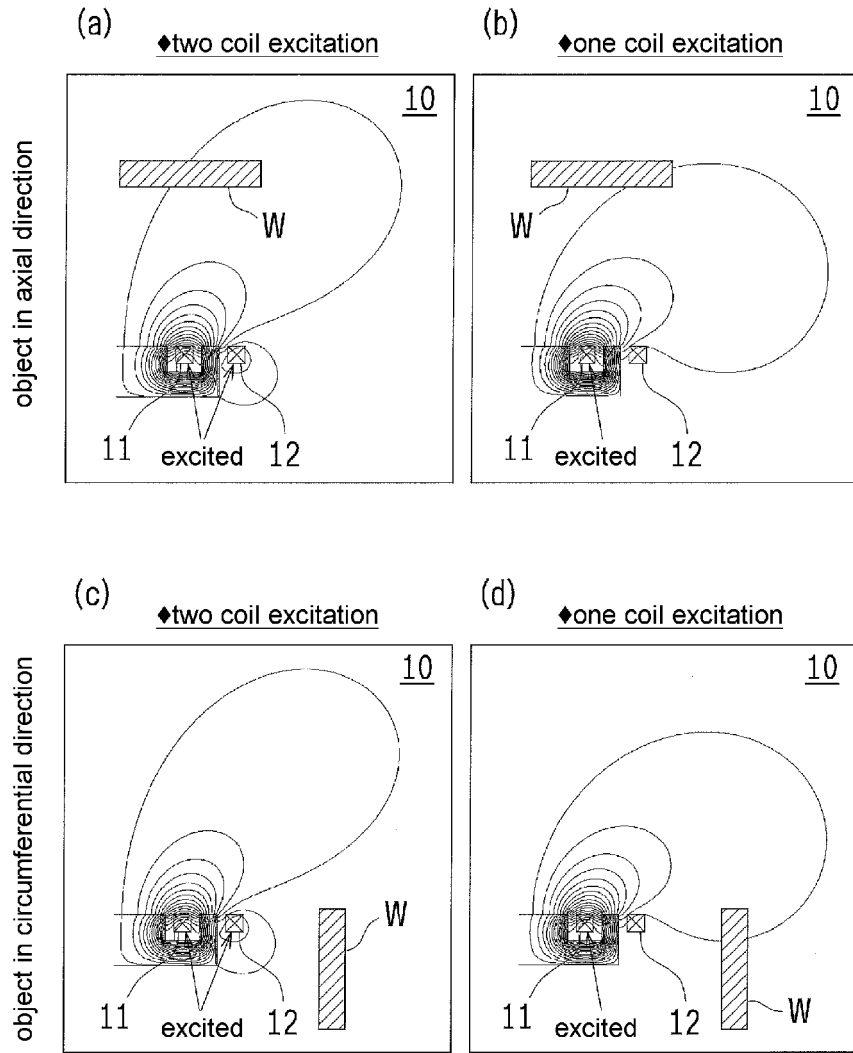 (a)
♦two coil excitation
10
W
11
excited
12
object in axial direction
(b)
♦one coil excitation
10
W
11
excited
12
(c)
♦two coil excitation
10
W
11
excited
12
object in circumferential direction
(d)
♦one coil excitation
10
W
11
excited
12